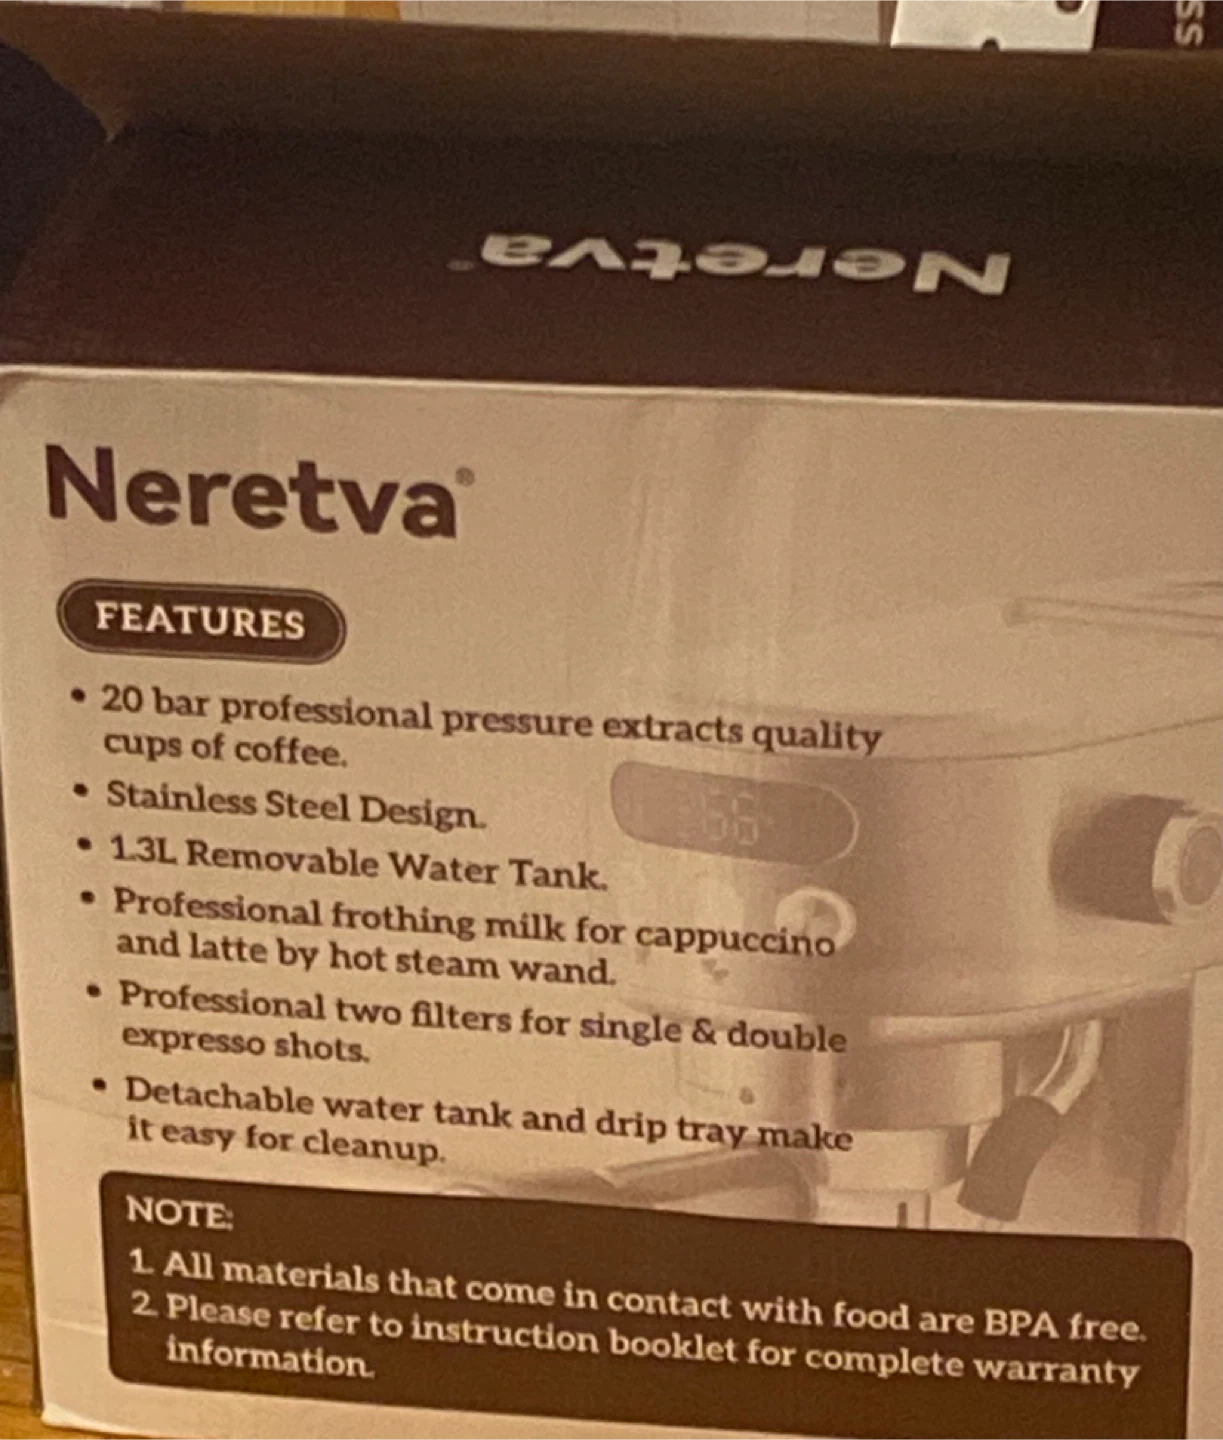 SS
Neretva
Neretva®
FEATURES
• 20 bar professional pressure extracts quality
cups of coffee.
• Stainless Steel Design.
• 1.3L Removable Water Tank.
• Professional frothing milk for cappuccino
and latte by hot steam wand.
• Professional two filters for single & double
expresso shots.
• Detachable water tank and drip tray make
it easy for cleanup.
NOTE:
1. All materials that come in contact with food are BPA free.
2. Please refer to instruction booklet for complete warranty
information.